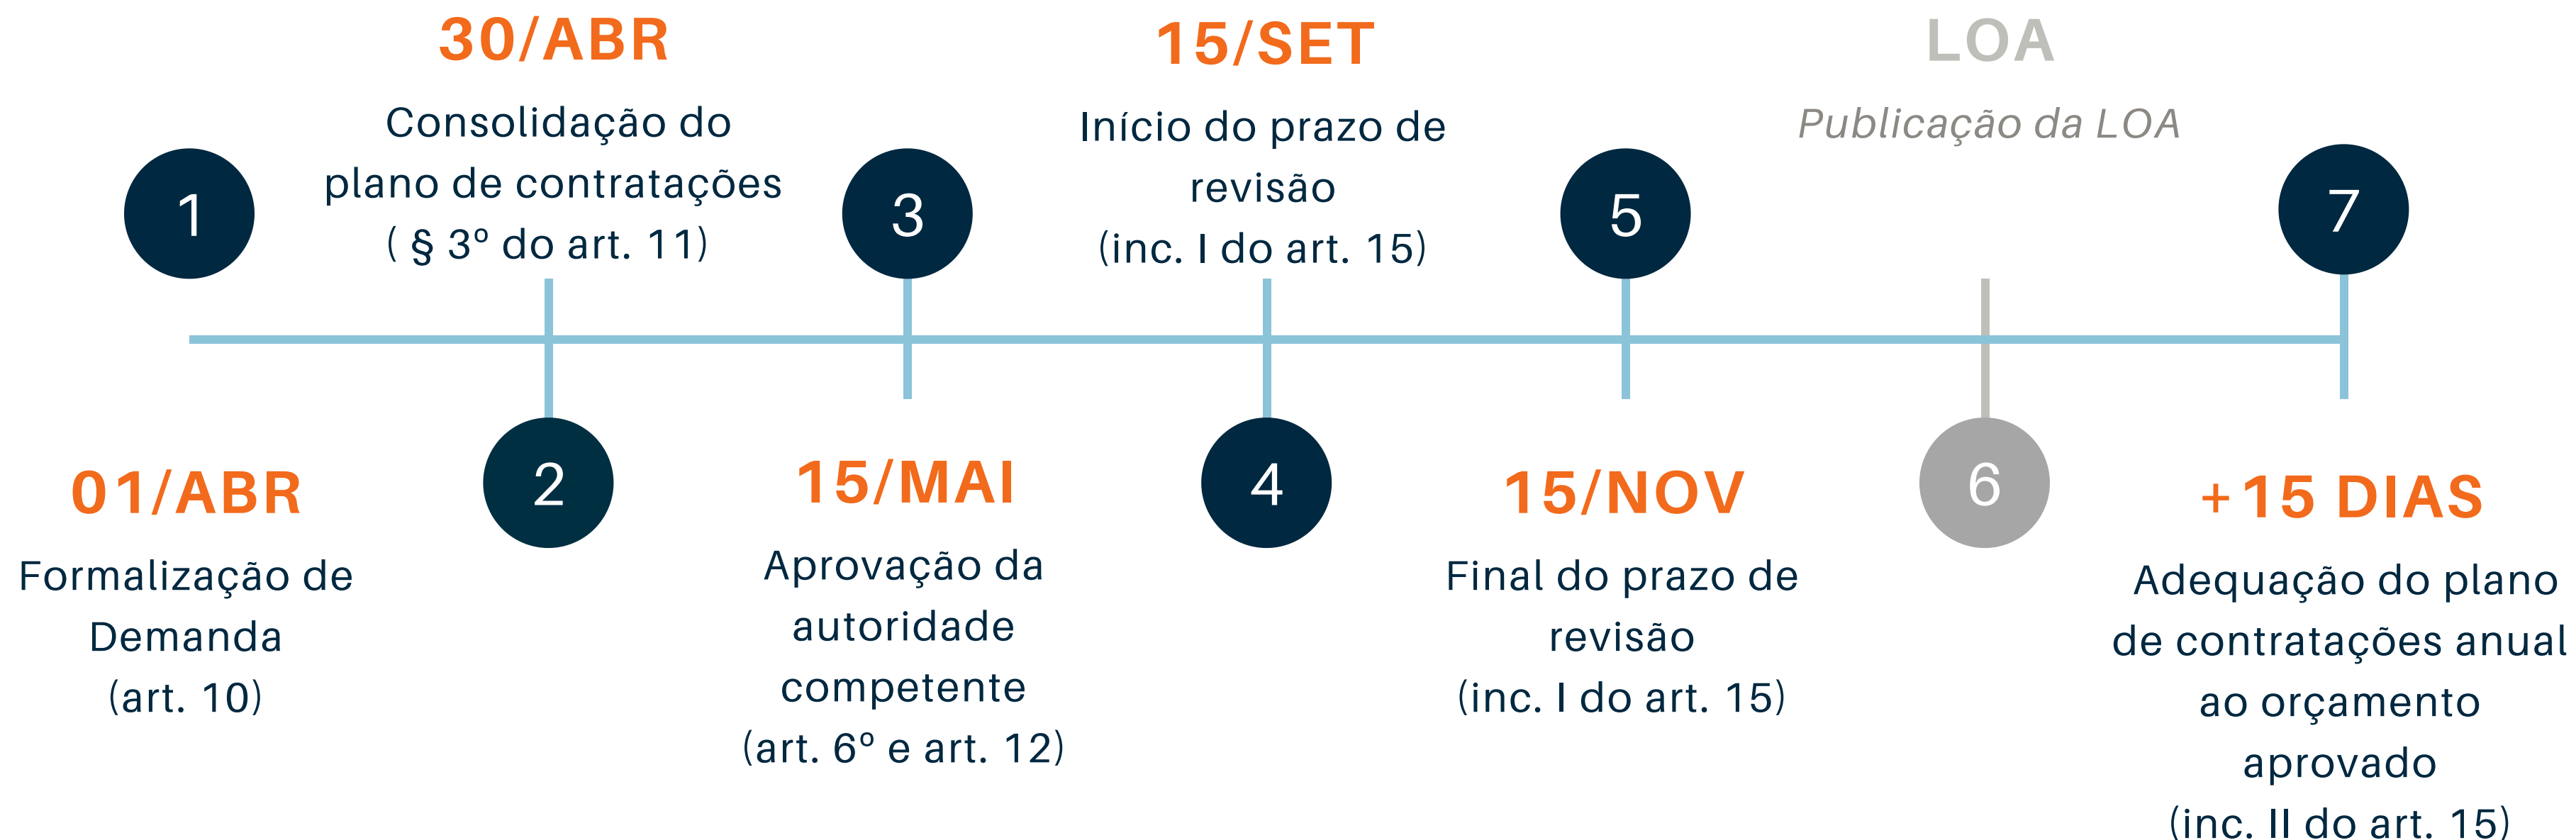 1
01/ABR
Formalização de
Demanda
(art. 10)
30/ABR
Consolidação do
plano de contratações
( § 3º do art. 11)
2
3
15/MAI
Aprovação da
autoridade
competente
(art. 6º e art. 12)
15/SET
Início do prazo de
revisão
(inc. I do art. 15)
4
5
15/NOV
Final do prazo de
revisão
(inc. I do art. 15)
LOA
Publicação da LOA
6
7
+15 DIAS
Adequação do plano
de contratações anual
ao orçamento
aprovado
(inc. II do art. 15)